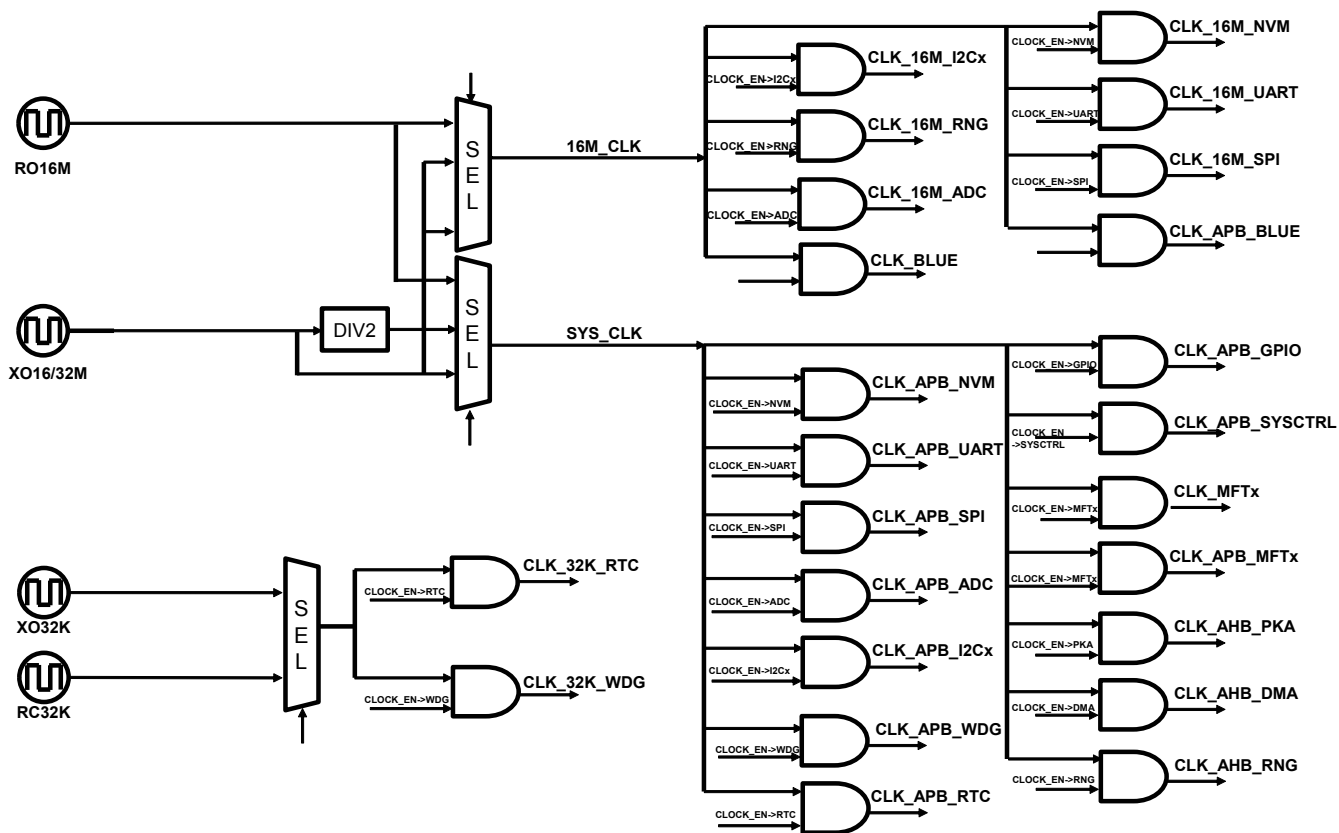 RO16M
XO16/32M
DIV2
SEL
SEL
16M_CLK
SYS_CLK
CLOCK_EN->I2Cx
CLK_16M_I2Cx
CLOCK_EN->RNG
CLK_16M_RNG
CLOCK_EN->ADC
CLK_16M_ADC
CLK_BLUE
CLOCK_EN->NVM
CLK_16M_NVM
CLOCK_EN->UART
CLK_16M_UART
CLOCK_EN->SPI
CLK_16M_SPI
CLK_APB_BLUE
CLOCK_EN->NVM
CLK_APB_NVM
CLOCK_EN->UART
CLK_APB_UART
CLOCK_EN->SPI
CLK_APB_SPI
CLOCK_EN->ADC
CLK_APB_ADC
CLOCK_EN->I2Cx
CLK_APB_I2Cx
CLOCK_EN->WDG
CLK_APB_WDG
CLOCK_EN->RTC
CLK_APB_RTC
CLOCK_EN->GPIO
CLK_APB_GPIO
CLOCK_EN
->SYSCTRL
CLK_APB_SYSCTRL
CLOCK_EN->MFTx
CLK_MFTx
CLOCK_EN->MFTx
CLK_APB_MFTx
CLOCK_EN->PKA
CLK_AHB_PKA
CLOCK_EN->DMA
CLK_AHB_DMA
CLOCK_EN->RNG
CLK_AHB_RNG
XO32K
RC32K
SEL
CLOCK_EN->RTC
CLK_32K_RTC
CLOCK_EN->WDG
CLK_32K_WDG